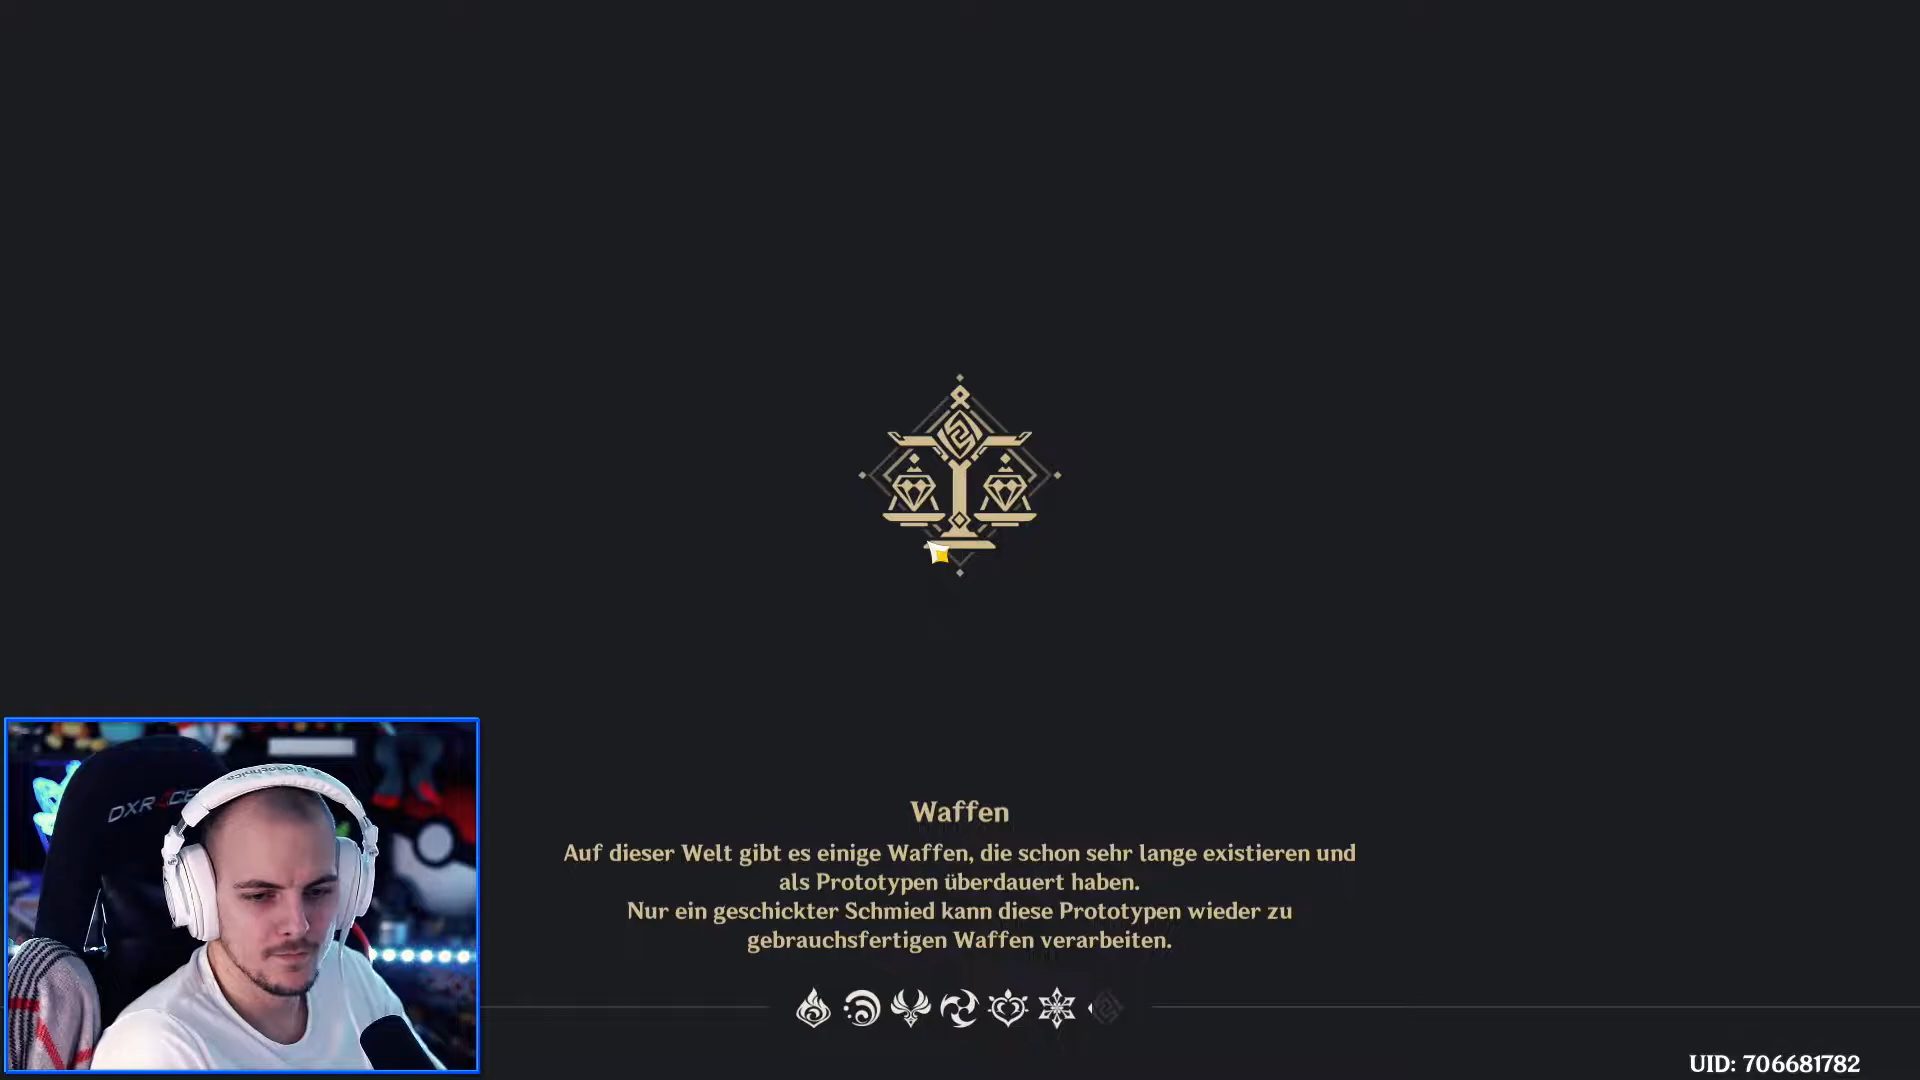 DXRACE
Waffen
Auf dieser Welt gibt es einige Waffen, die schon sehr lange existieren und
als Prototypen überdauert haben.
Nur ein geschickter Schmied kann diese Prototypen wieder zu
gebrauchsfertigen Waffen verarbeiten.
UID: 706681782